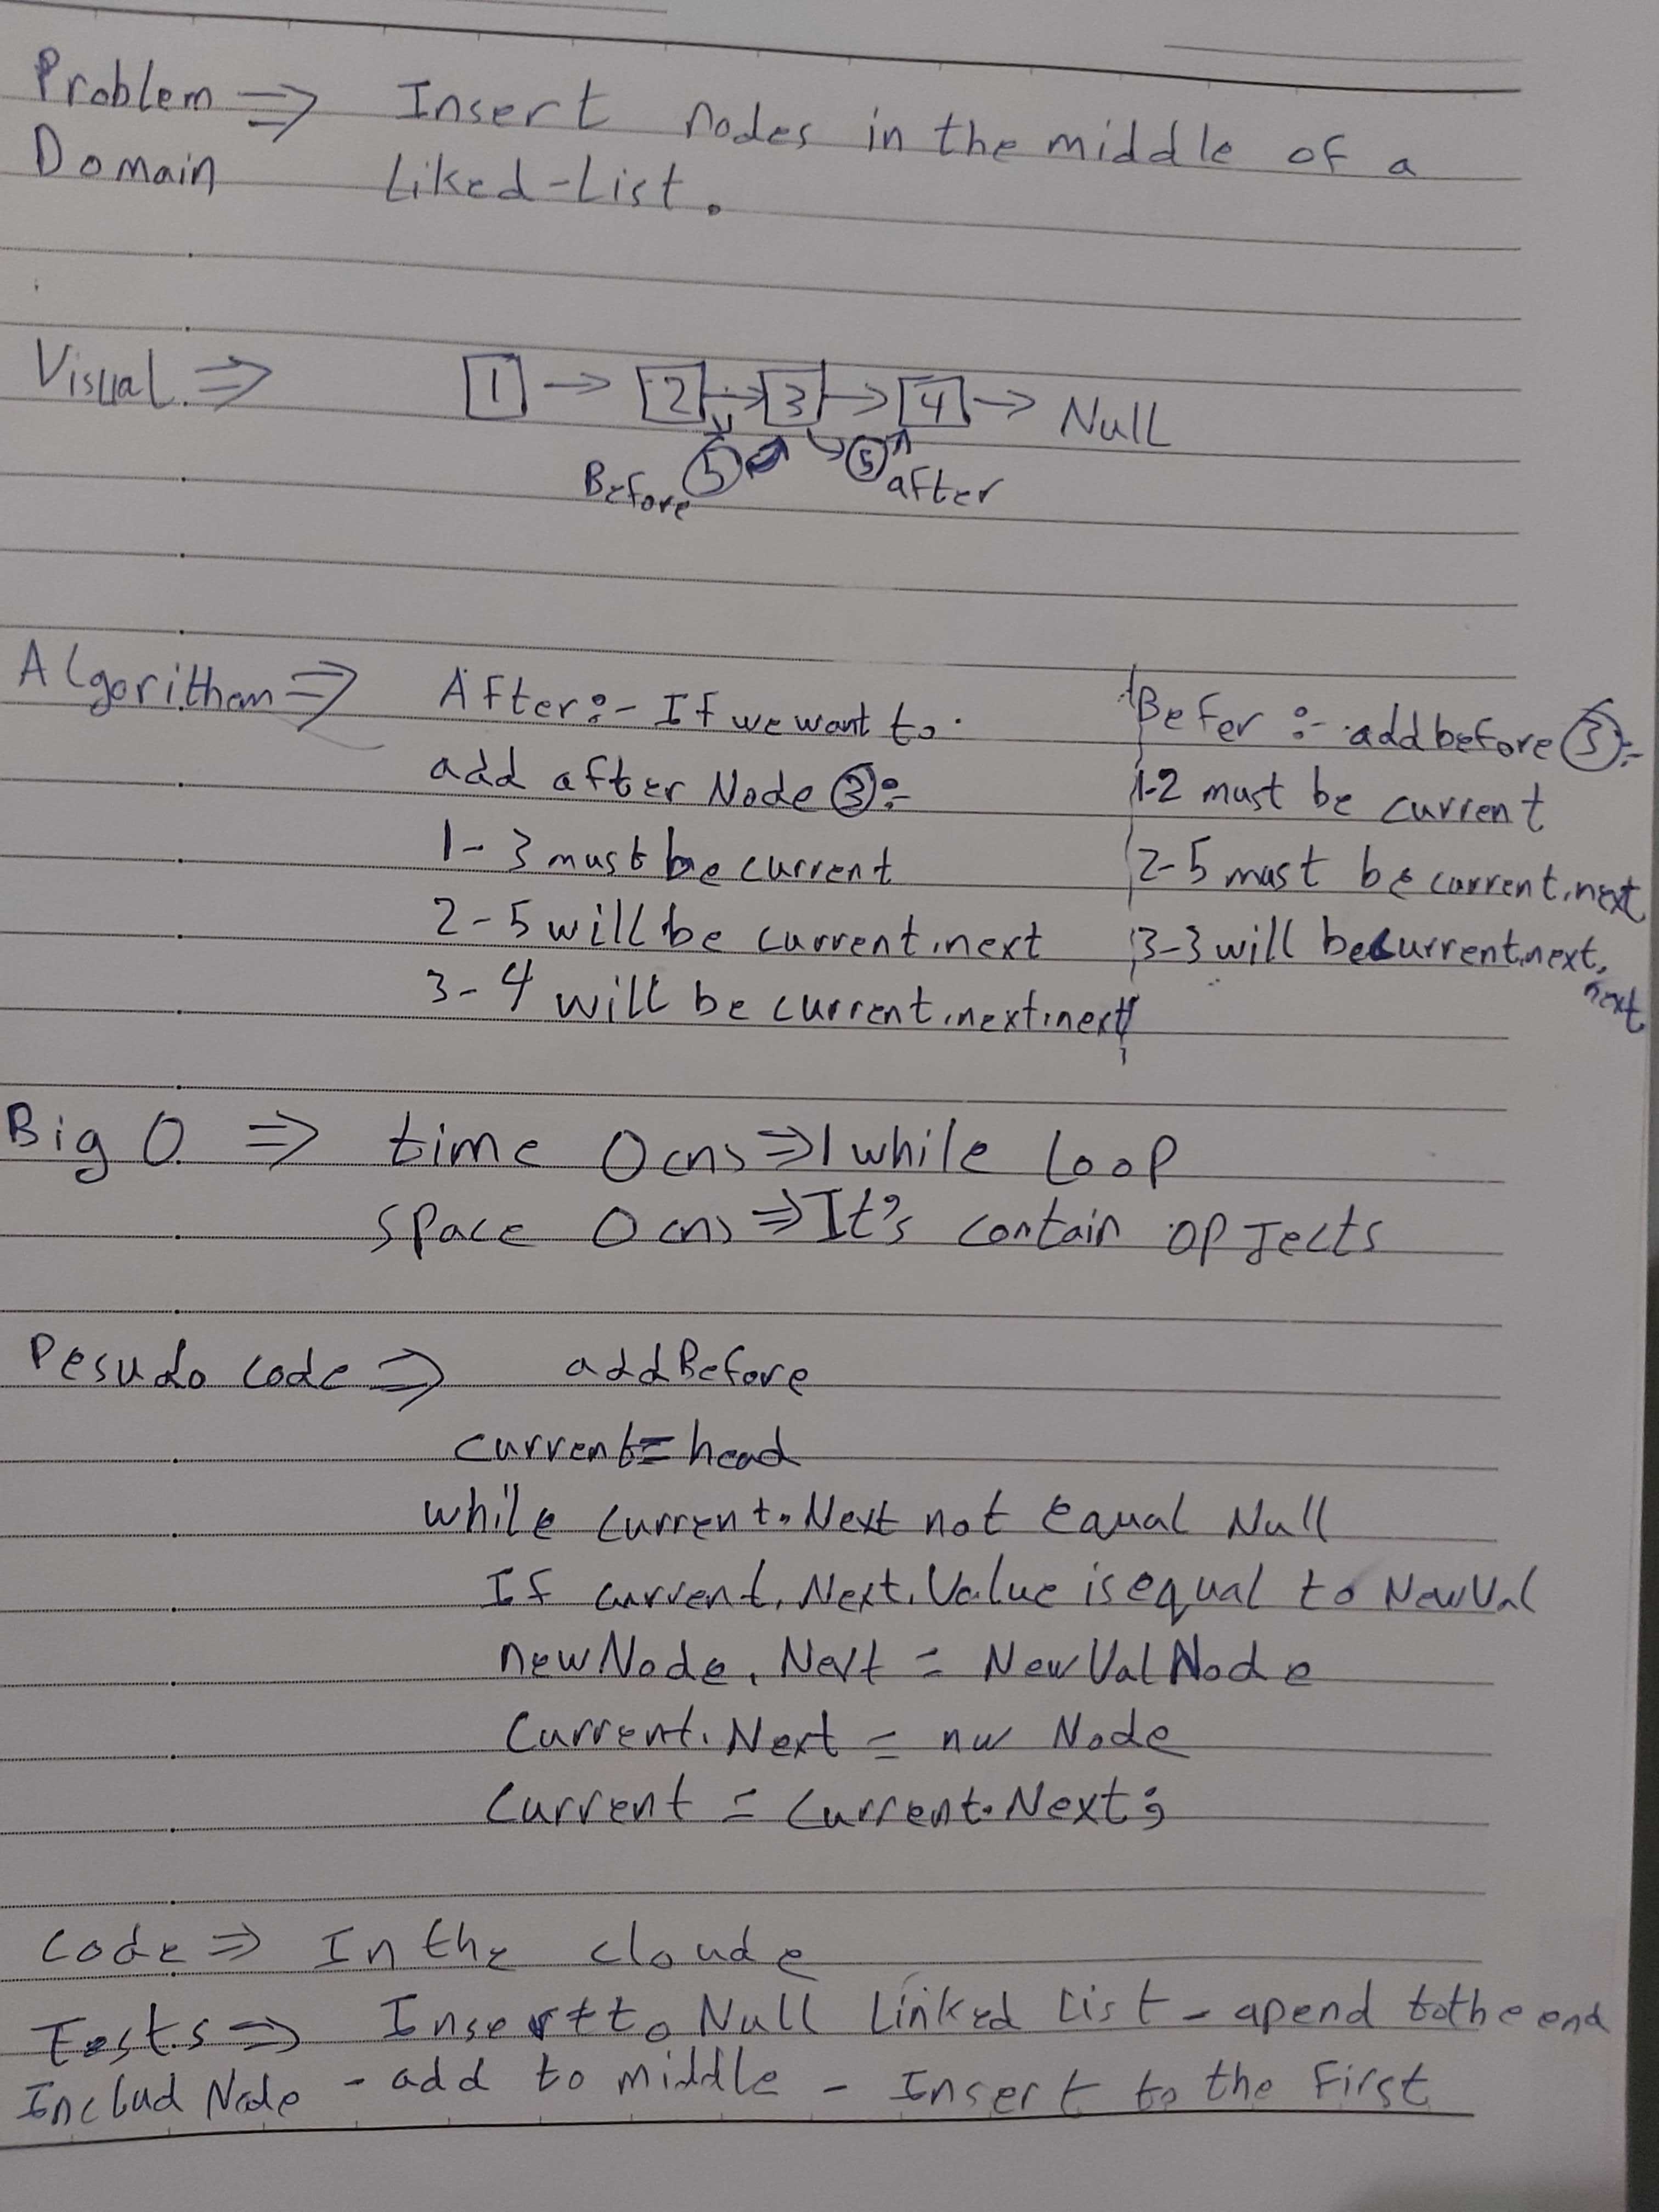 Problem ⇒ Insert nodes in the middle of a
Domain Liked-List.
Visual ⇒ 1 → 2 → 3 → 4 → Null
Before 5 5 after
Algorithm ⇒ After:- If we want to
add after Node 3:-
1- 3 must be current
2- 5 will be current.next
3- 4 will be current.next.next
Befer :- add before 3:-
1-2 must be current
2-5 must be current.next
3-3 will be current.next.
next
Big O ⇒ time O(n) ⇒ 1 while loop
space O(n) ⇒ It's contain opjects
Pesudo code ⇒ addBefore
current = head
while current.Next not equal Null
If current.Next.Value is equal to NewVal
newNode.Next = NewValNode
Current.Next = nw Node
Current = Current.Next;
Code ⇒ In the cloude
Tests ⇒ Insert to Null Linked List - apend to the end
Includ Node - add to middle - Insert to the First